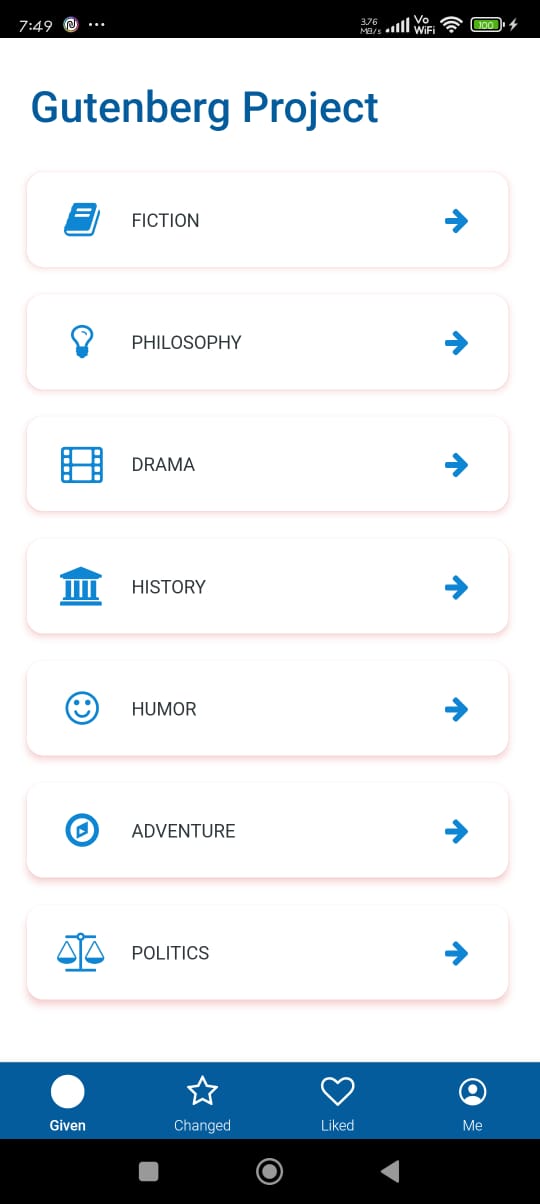 7:49
3.76
MB/s
Vo
WiFi
100
Gutenberg Project
FICTION
PHILOSOPHY
DRAMA
HISTORY
HUMOR
ADVENTURE
POLITICS
Given
Changed
Liked
Me